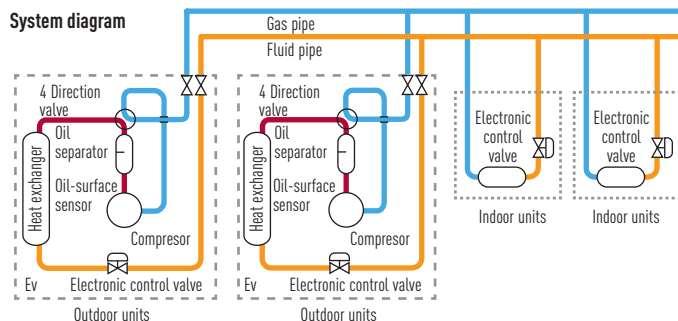 System diagram
Gas pipe
Fluid pipe
4 Direction
valve
Oil
separator
Oil-surface
sensor
Heat exchanger
Compresor
Ev
Electronic control valve
Outdoor units
4 Direction
valve
Oil
separator
Oil-surface
sensor
Heat exchanger
Compresor
Ev
Electronic control valve
Outdoor units
Electronic
control
valve
Indoor units
Electronic
control
valve
Indoor units